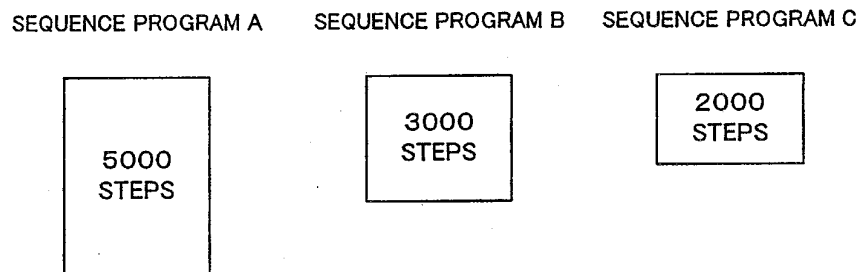 SEQUENCE PROGRAM A
SEQUENCE PROGRAM B
SEQUENCE PROGRAM C
5000
STEPS
3000
STEPS
2000
STEPS